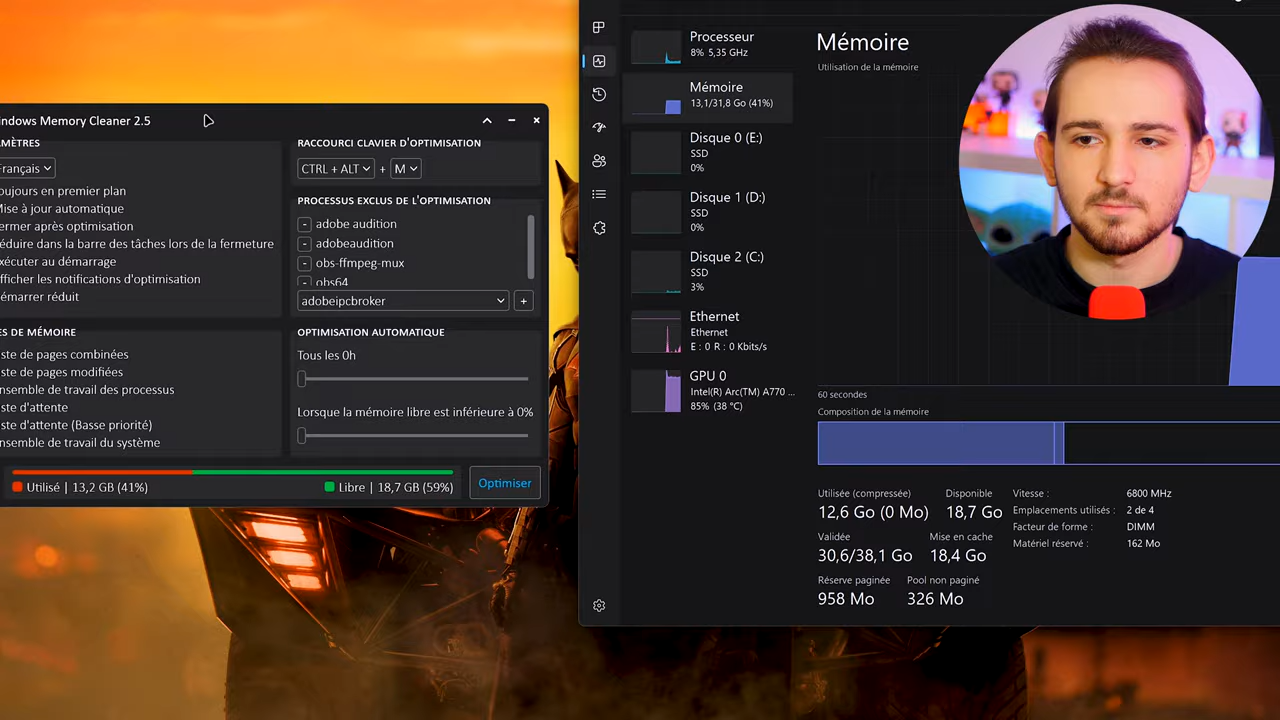 ndows Memory Cleaner 2.5
AMÈTRES
Français
oujours en premier plan
Mise à jour automatique
ermer après optimisation
éduire dans la barre des tâches lors de la fermeture
xécuter au démarrage
fficher les notifications d'optimisation
émarrer réduit
ES DE MÉMOIRE
ste de pages combinées
ste de pages modifiées
nsemble de travail des processus
ste d'attente
ste d'attente (Basse priorité)
nsemble de travail du système
RACCOURCI CLAVIER D'OPTIMISATION
CTRL + ALT + M
PROCESSUS EXCLUS DE L'OPTIMISATION
- adobe audition
- adobeaudition
- obs-ffmpeg-mux
- obs64
adobeipcbroker +
OPTIMISATION AUTOMATIQUE
Tous les 0h
Lorsque la mémoire libre est inférieure à 0%
Utilisé | 13,2 GB (41%)
Libre | 18,7 GB (59%)
Optimiser
Processeur
8% 5,35 GHz
Mémoire
13,1/31,8 Go (41%)
Disque 0 (E:)
SSD
0%
Disque 1 (D:)
SSD
0%
Disque 2 (C:)
SSD
3%
Ethernet
Ethernet
E : 0 R : 0 Kbits/s
GPU 0
Intel(R) Arc(TM) A770 ...
85% (38 °C)
Mémoire
Utilisation de la mémoire
60 secondes
Composition de la mémoire
Utilisée (compressée)
12,6 Go (0 Mo)
Disponible
18,7 Go
Validée
30,6/38,1 Go
Mise en cache
18,4 Go
Réserve paginée
958 Mo
Pool non paginé
326 Mo
Vitesse : 6800 MHz
Emplacements utilisés : 2 de 4
Facteur de forme : DIMM
Matériel réservé : 162 Mo